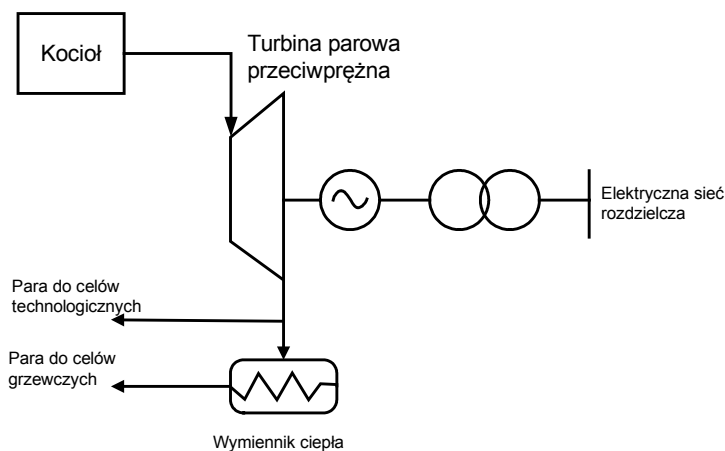 Kocioł
Turbina parowa
przeciwprężna
Elektryczna sieć
rozdzielcza
Para do celów
technologicznych
Para do celów
grzewczych
Wymiennik ciepła